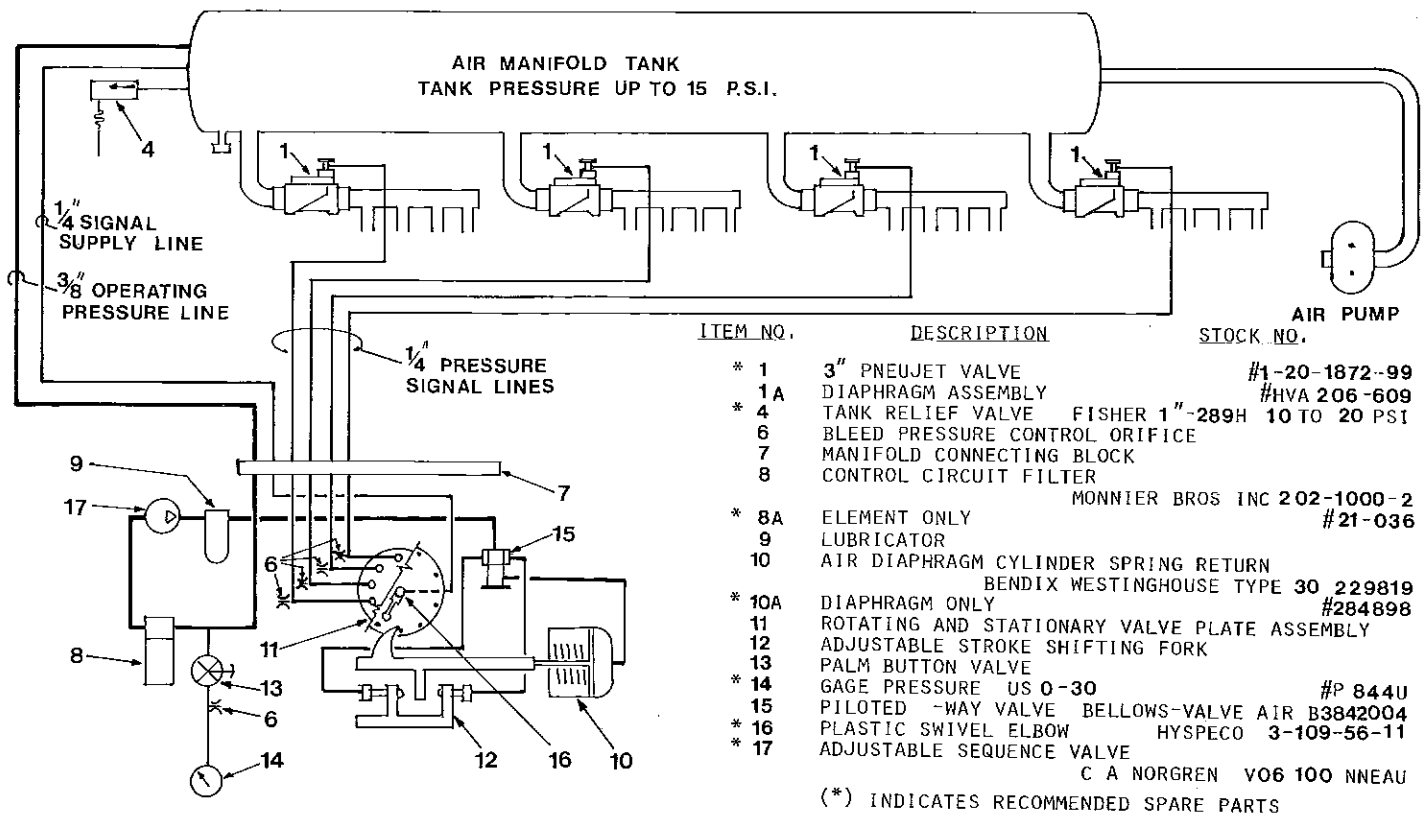 AIR MANIFOLD TANK
TANK PRESSURE UP TO 15 P.S.I.
4
1
1
1
1
1/4" SIGNAL
SUPPLY LINE
3/8" OPERATING
PRESSURE LINE
1/4" PRESSURE
SIGNAL LINES
AIR PUMP
9
17
7
15
6
11
8
13
6
14
12
16
10
ITEM NO. DESCRIPTION STOCK NO.
* 1 3" PNEUJET VALVE #1-20-1872-99
1A DIAPHRAGM ASSEMBLY #HVA 206-609
* 4 TANK RELIEF VALVE FISHER 1"-289H 10 TO 20 PSI
6 BLEED PRESSURE CONTROL ORIFICE
7 MANIFOLD CONNECTING BLOCK
8 CONTROL CIRCUIT FILTER
MONNIER BROS INC 202-1000-2
* 8A ELEMENT ONLY #21-036
9 LUBRICATOR
10 AIR DIAPHRAGM CYLINDER SPRING RETURN
BENDIX WESTINGHOUSE TYPE 30 229819
* 10A DIAPHRAGM ONLY #284898
11 ROTATING AND STATIONARY VALVE PLATE ASSEMBLY
12 ADJUSTABLE STROKE SHIFTING FORK
13 PALM BUTTON VALVE
* 14 GAGE PRESSURE US 0-30 #P 844U
15 PILOTED -WAY VALVE BELLOWS-VALVE AIR B3842004
* 16 PLASTIC SWIVEL ELBOW HYSPECO 3-109-56-11
* 17 ADJUSTABLE SEQUENCE VALVE
C A NORGREN V06 100 NNEAU
(*) INDICATES RECOMMENDED SPARE PARTS